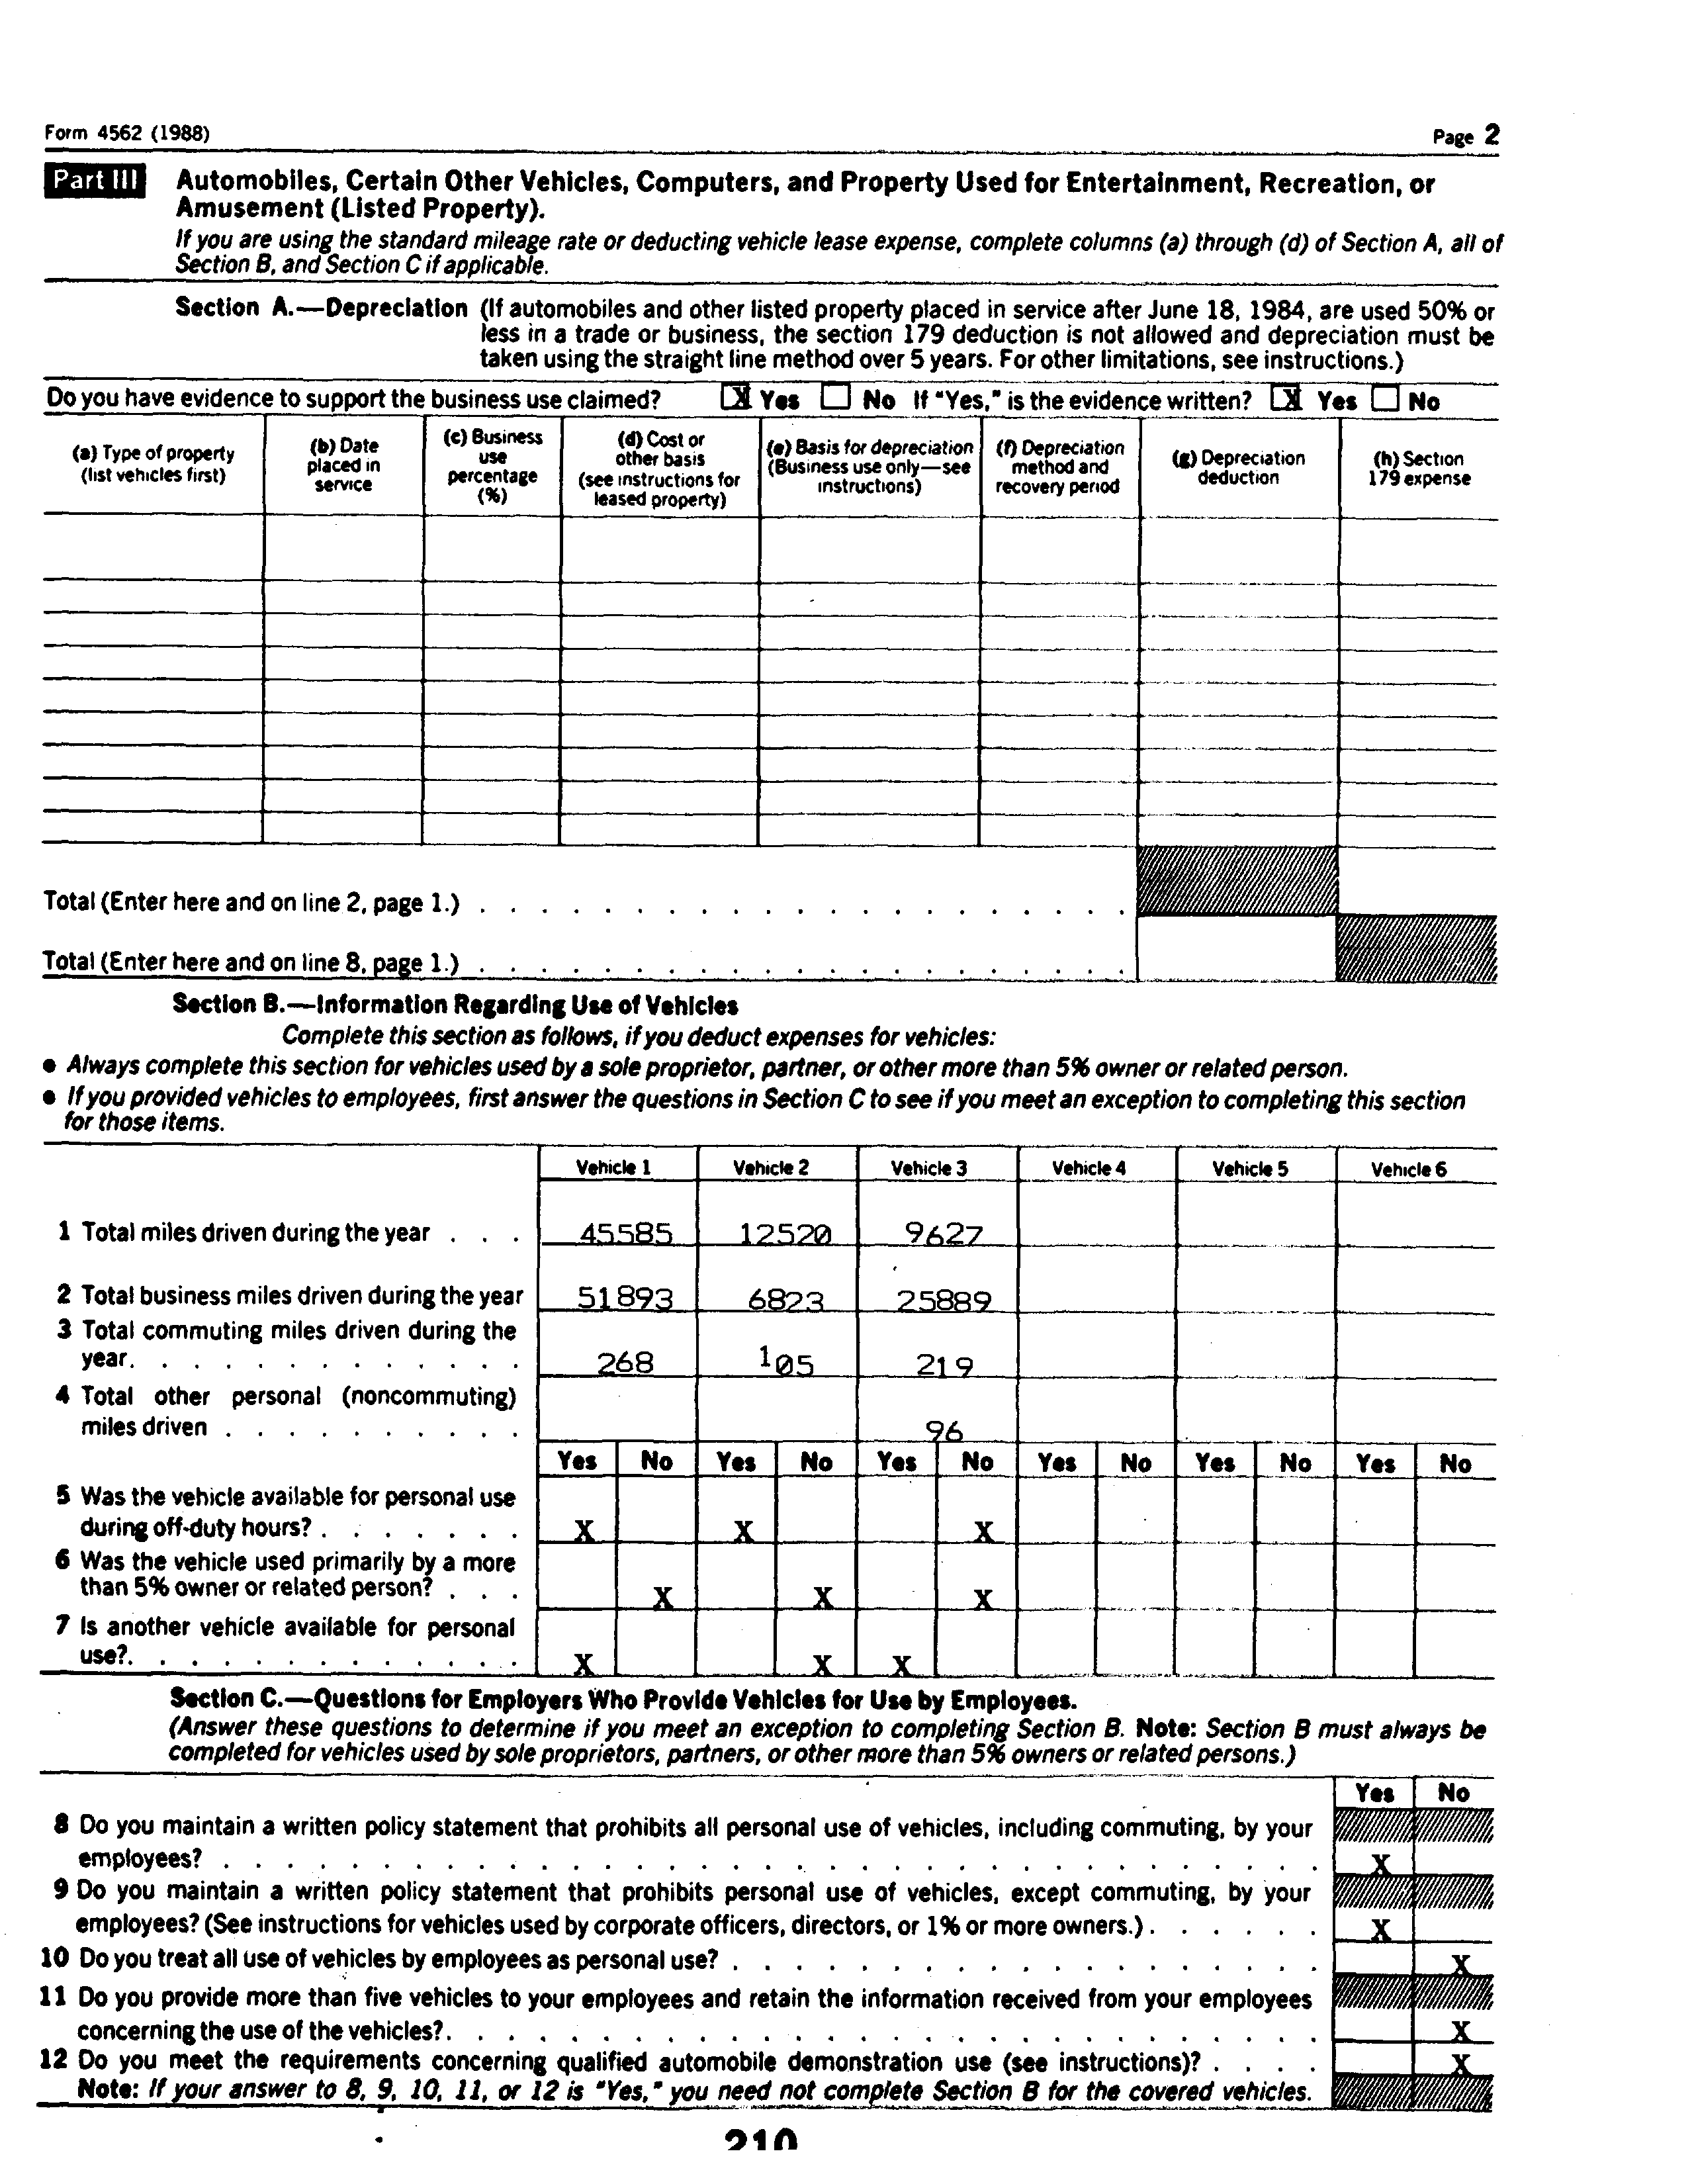 Form 4562 (1988)
Page 2
Part III Automobiles, Certain Other Vehicles, Computers, and Property Used for Entertainment, Recreation, or
Amusement (Listed Property).
If you are using the standard mileage rate or deducting vehicle lease expense, complete columns (a) through (d) of Section A, all of
Section B, and Section C if applicable.
Section A.—Depreciation (If automobiles and other listed property placed in service after June 18, 1984, are used 50% or
less in a trade or business, the section 179 deduction is not allowed and depreciation must be
taken using the straight line method over 5 years. For other limitations, see instructions.)
Do you have evidence to support the business use claimed? X Yes No If "Yes," is the evidence written? X Yes No
(a) Type of property
(list vehicles first)
(b) Date
placed in
service
(c) Business
use
percentage
(%)
(d) Cost or
other basis
(see instructions for
leased property)
(e) Basis for depreciation
(Business use only—see
instructions)
(f) Depreciation
method and
recovery period
(g) Depreciation
deduction
(h) Section
179 expense
Total (Enter here and on line 2, page 1.) . . . . . . . . . . . . . . . . . . . . .
Total (Enter here and on line 8, page 1.) . . . . . . . . . . . . . . . . . . . . .
Section B.—Information Regarding Use of Vehicles
Complete this section as follows, if you deduct expenses for vehicles:
● Always complete this section for vehicles used by a sole proprietor, partner, or other more than 5% owner or related person.
● If you provided vehicles to employees, first answer the questions in Section C to see if you meet an exception to completing this section
for those items.
Vehicle 1 Vehicle 2 Vehicle 3 Vehicle 4 Vehicle 5 Vehicle 6
1 Total miles driven during the year . . . 45585 12520 9627
2 Total business miles driven during the year 51893 6823 25889
3 Total commuting miles driven during the
year. . . . . . . . . . . . . 268 105 219
4 Total other personal (noncommuting)
miles driven . . . . . . . . . . 96
Yes No Yes No Yes No Yes No Yes No Yes No
5 Was the vehicle available for personal use
during off-duty hours? . . . . . . . X X X
6 Was the vehicle used primarily by a more
than 5% owner or related person? . . . X X X
7 Is another vehicle available for personal
use?. . . . . . . . . . . . . X X X
Section C.—Questions for Employers Who Provide Vehicles for Use by Employees.
(Answer these questions to determine if you meet an exception to completing Section B. Note: Section B must always be
completed for vehicles used by sole proprietors, partners, or other more than 5% owners or related persons.)
Yes No
8 Do you maintain a written policy statement that prohibits all personal use of vehicles, including commuting, by your
employees? . . . . . . . . . . . . . . . . . . . . . . . . . . . . . . . . . . . X
9 Do you maintain a written policy statement that prohibits personal use of vehicles, except commuting, by your
employees? (See instructions for vehicles used by corporate officers, directors, or 1% or more owners.) . . . . . . X
10 Do you treat all use of vehicles by employees as personal use? . . . . . . . . . . . . . . . . . . . X
11 Do you provide more than five vehicles to your employees and retain the information received from your employees
concerning the use of the vehicles?. . . . . . . . . . . . . . . . . . . . . . . . . . . . X
12 Do you meet the requirements concerning qualified automobile demonstration use (see instructions)? . . . . X
Note: If your answer to 8, 9, 10, 11, or 12 is "Yes," you need not complete Section B for the covered vehicles.
210